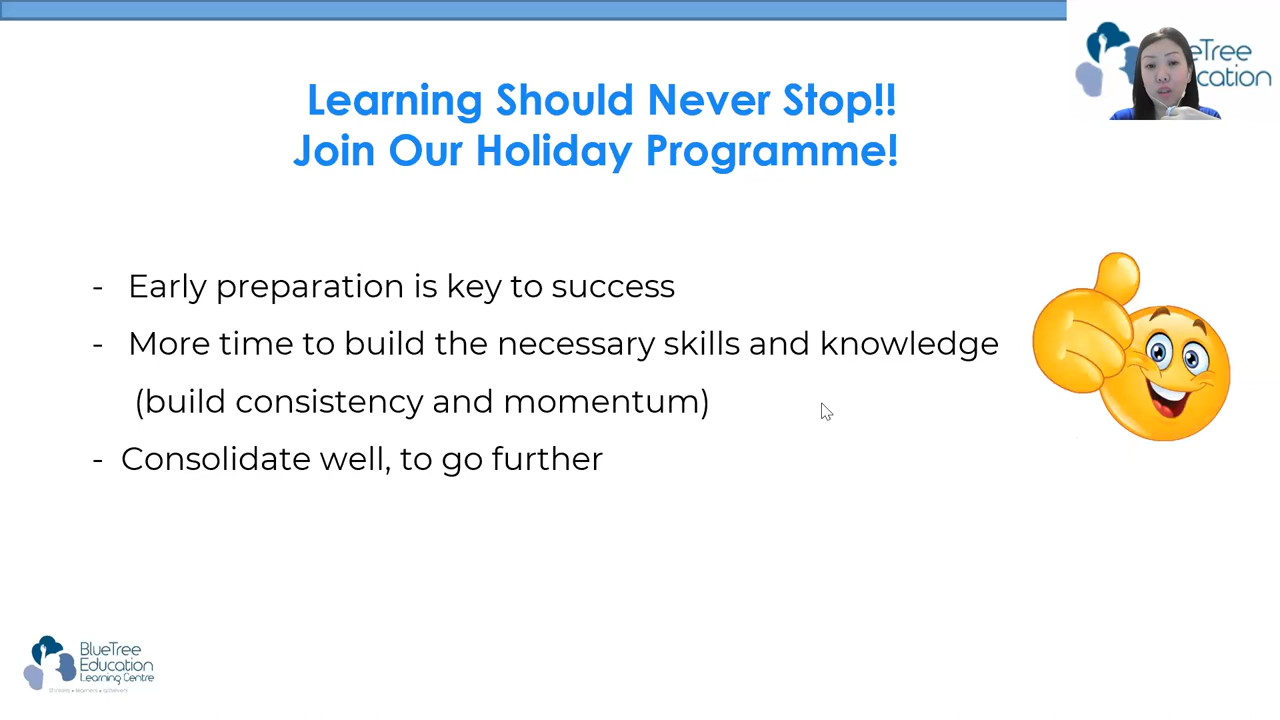 eTree
ucation
Learning Should Never Stop!!
Join Our Holiday Programme!
- Early preparation is key to success
- More time to build the necessary skills and knowledge
(build consistency and momentum)
- Consolidate well, to go further
BlueTree
Education
Learning Centre